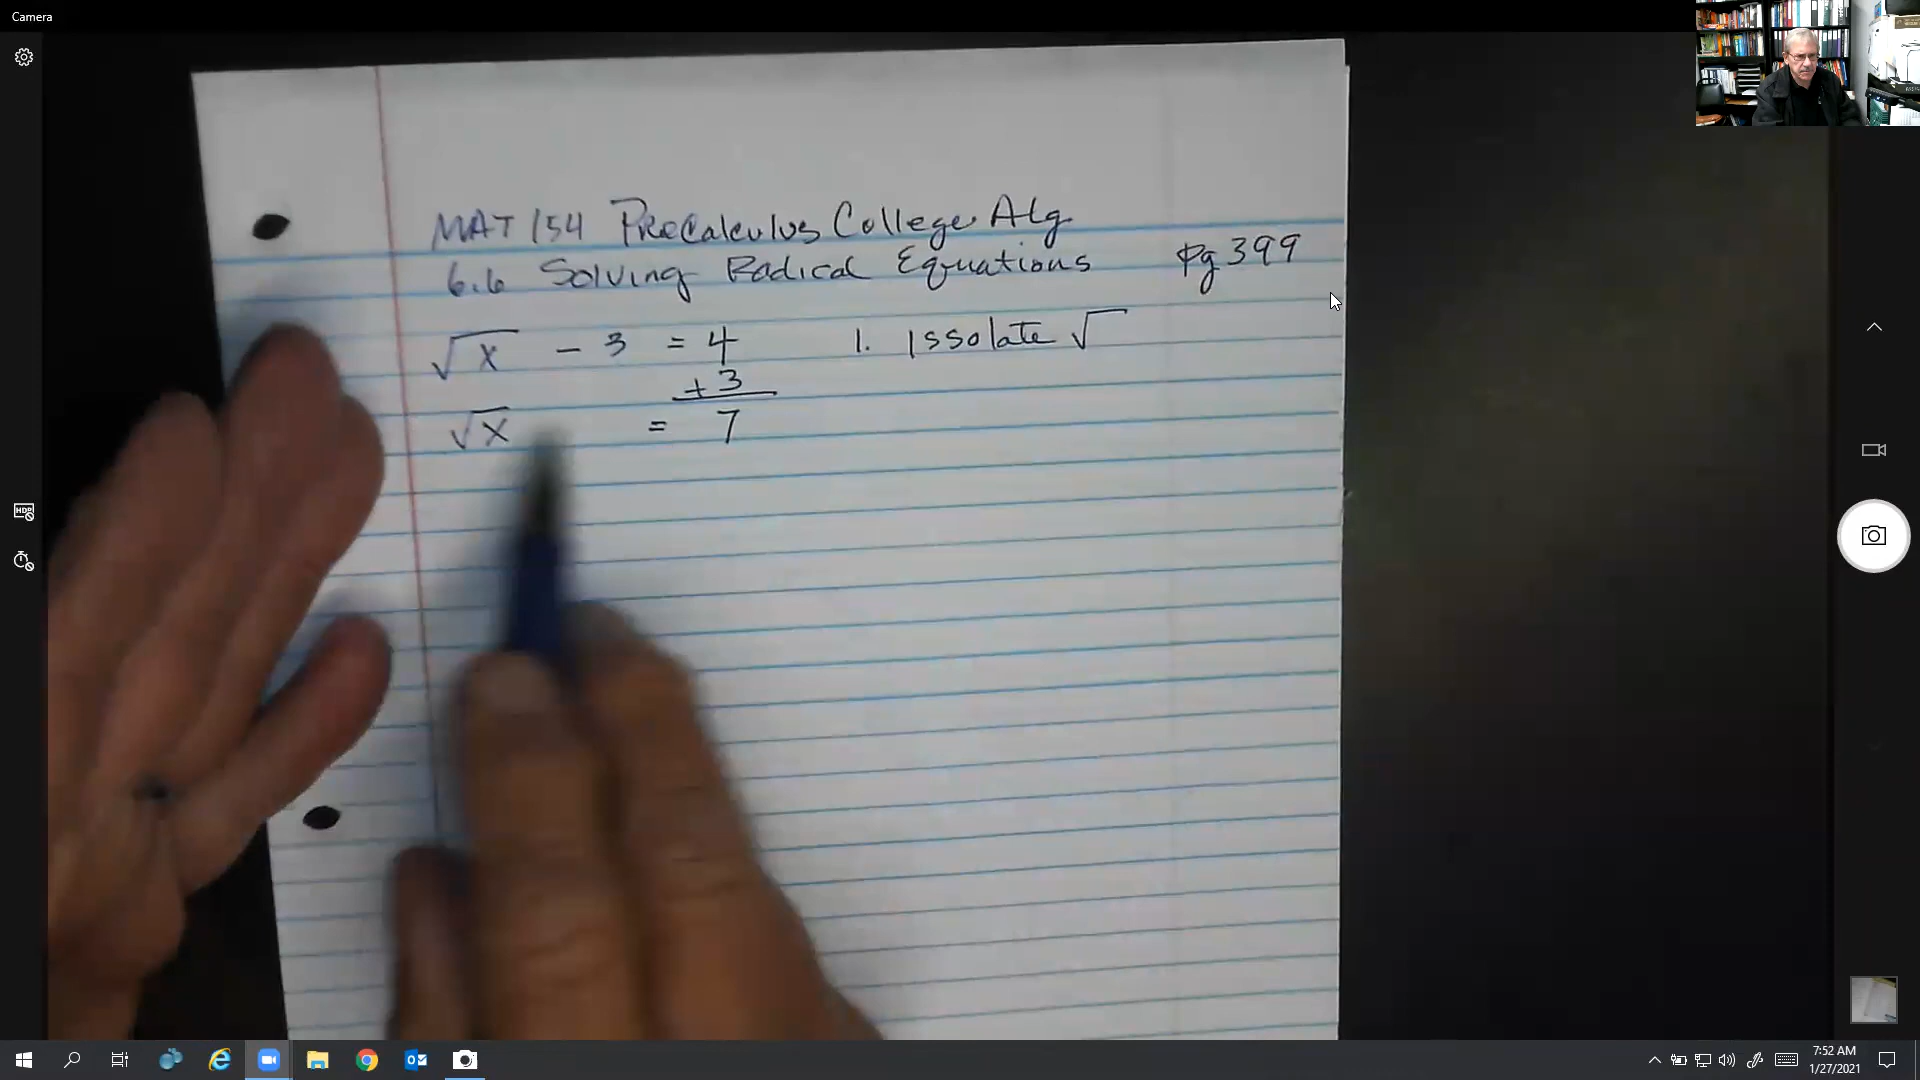 Camera
MAT 154 PreCalculus College Alg
6.6 Solving Radical Equations pg 399
√x - 3 = 4 1. Issolate √
+3
√x = 7
7:52 AM
1/27/2021